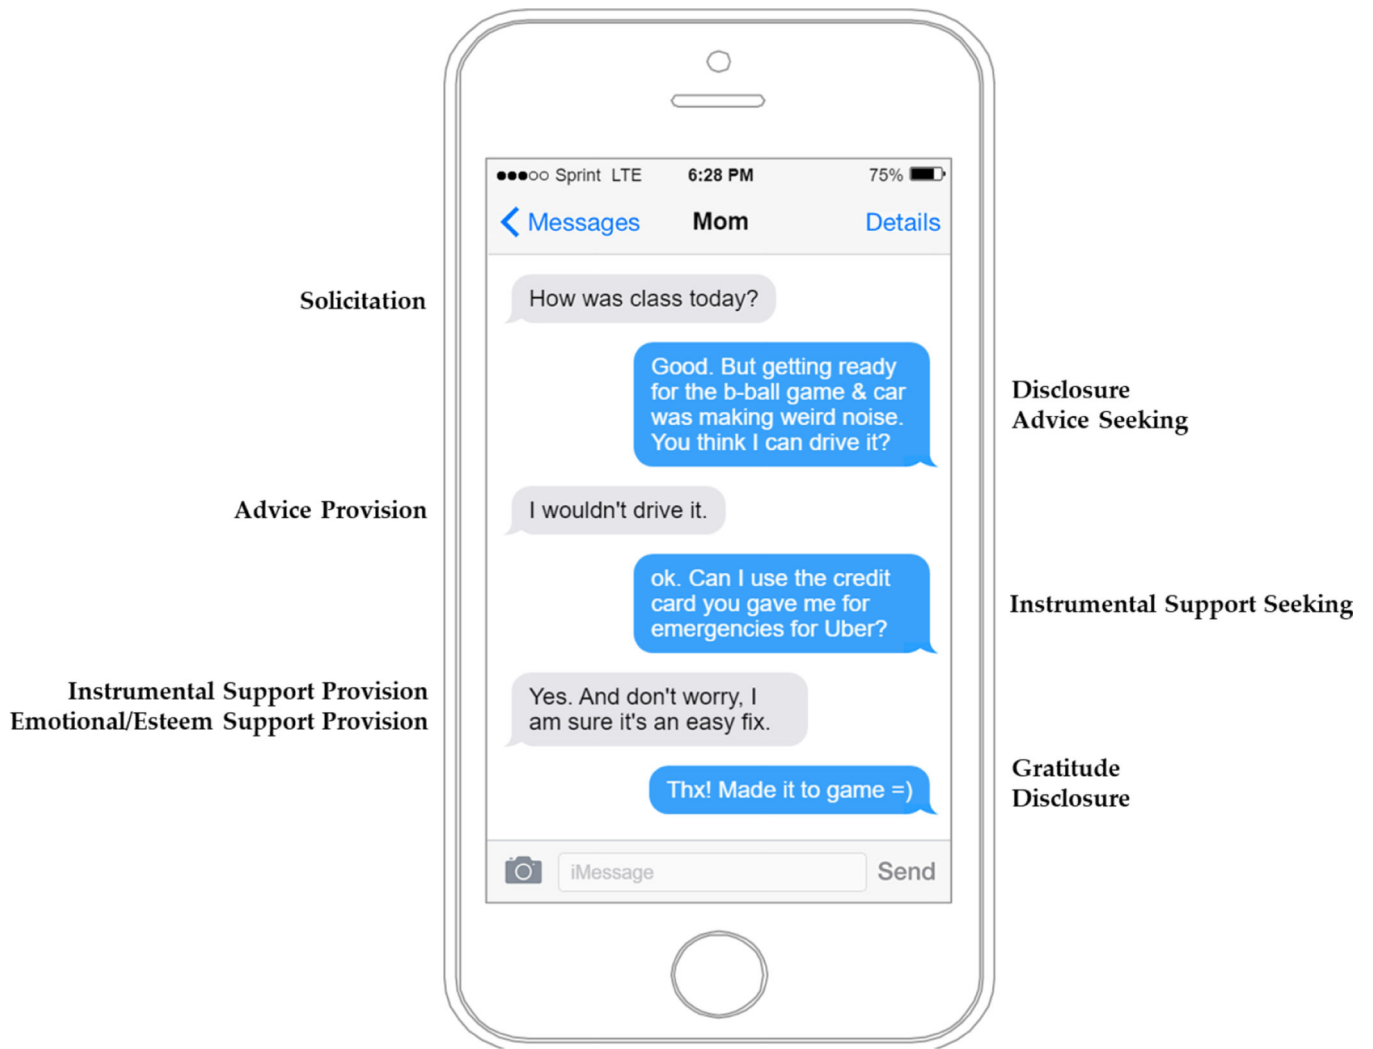 Sprint LTE 6:28 PM 75%
Messages Mom Details
Solicitation
How was class today?
Good. But getting ready
for the b-ball game & car
was making weird noise.
You think I can drive it?
Disclosure
Advice Seeking
Advice Provision
I wouldn't drive it.
ok. Can I use the credit
card you gave me for
emergencies for Uber?
Instrumental Support Seeking
Instrumental Support Provision
Emotional/Esteem Support Provision
Yes. And don't worry, I
am sure it's an easy fix.
Thx! Made it to game =)
Gratitude
Disclosure
iMessage Send